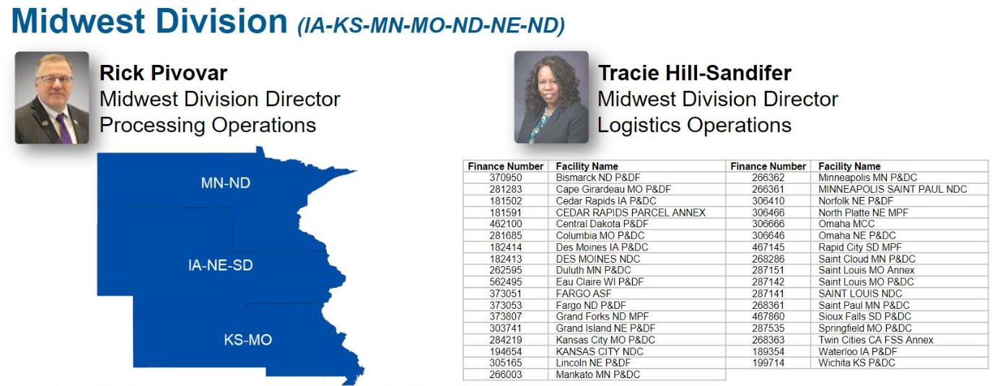 Midwest Division (IA-KS-MN-MO-ND-NE-ND)
Rick Pivovar
Midwest Division Director
Processing Operations
Tracie Hill-Sandifer
Midwest Division Director
Logistics Operations
MN-ND
IA-NE-SD
KS-MO
Finance Number Facility Name Finance Number Facility Name
370950 Bismarck ND P&DF 266362 Minneapolis MN P&DC
281283 Cape Girardeau MO P&DF 266361 MINNEAPOLIS SAINT PAUL NDC
181502 Cedar Rapids IA P&DC 306410 Norfolk NE P&DF
181591 CEDAR RAPIDS PARCEL ANNEX 306466 North Platte NE MPF
462100 Central Dakota P&DF 306666 Omaha MCC
281685 Columbia MO P&DC 306646 Omaha NE P&DC
182414 Des Moines IA P&DC 467145 Rapid City SD MPF
182413 DES MOINES NDC 268286 Saint Cloud MN P&DC
262595 Duluth MN P&DC 287151 Saint Louis MO Annex
562495 Eau Claire WI P&DF 287142 Saint Louis MO P&DC
373051 FARGO ASF 287141 SAINT LOUIS NDC
373053 Fargo ND P&DF 268361 Saint Paul MN P&DC
373807 Grand Forks ND MPF 467860 Sioux Falls SD P&DC
303741 Grand Island NE P&DF 287535 Springfield MO P&DC
284219 Kansas City MO P&DC 268363 Twin Cities CA FSS Annex
194654 KANSAS CITY NDC 189354 Waterloo IA P&DF
305165 Lincoln NE P&DF 199714 Wichita KS P&DC
266003 Mankato MN P&DC